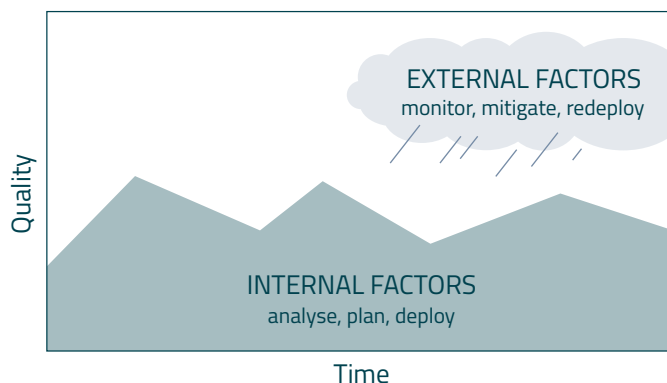 EXTERNAL FACTORS
monitor, mitigate, redeploy
Quality
INTERNAL FACTORS
analyse, plan, deploy
Time